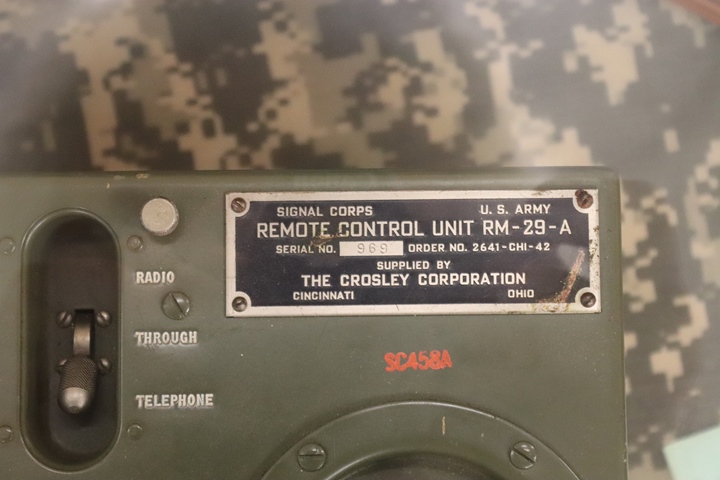 SIGNAL CORPS U. S. ARMY
REMOTE CONTROL UNIT RM-29-A
SERIAL NO. 969 ORDER NO. 2641-CHI-42
SUPPLIED BY
THE CROSLEY CORPORATION
CINCINNATI OHIO
RADIO
THROUGH
TELEPHONE
SC458A